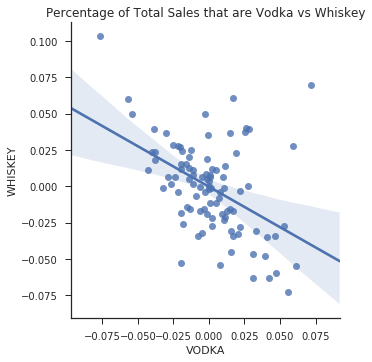 Percentage of Total Sales that are Vodka vs Whiskey
0.100
0.075
0.050
0.025
0.000
−0.025
−0.050
−0.075
WHISKEY
−0.075−0.050−0.025 0.000 0.025 0.050 0.075
VODKA